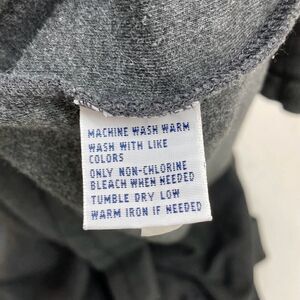 MACHINE WASH WARM
WASH WITH LIKE
COLORS
ONLY NON-CHLORINE
BLEACH WHEN NEEDED
TUMBLE DRY LOW
WARM IRON IF NEEDED